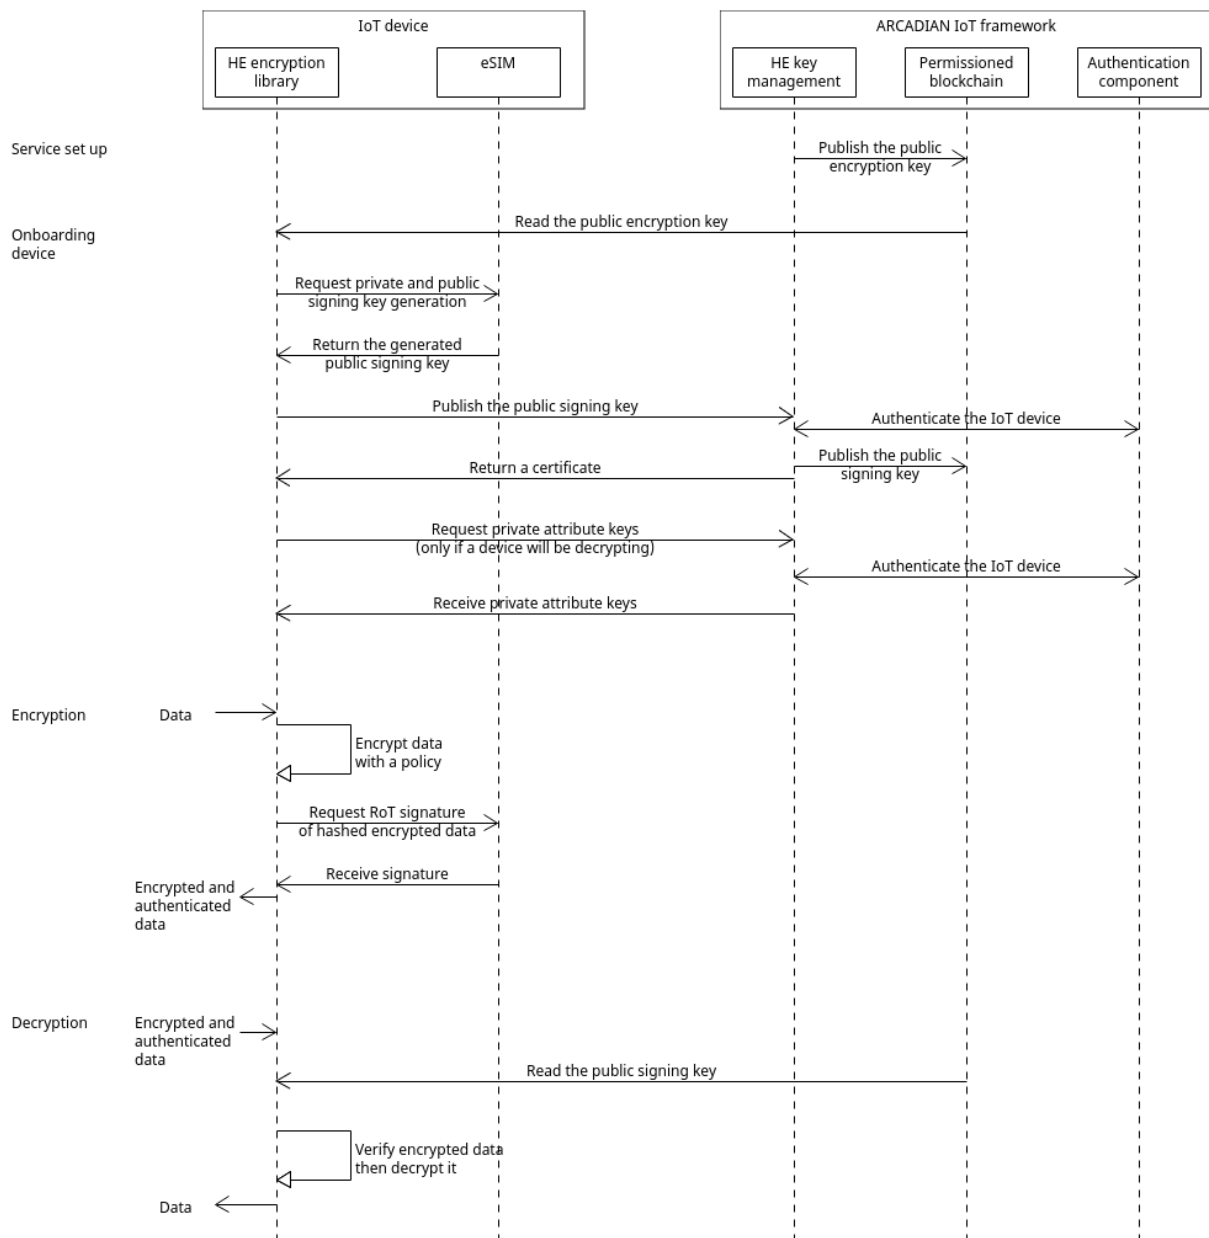 IoT device
ARCADIAN IoT framework
HE encryption
library
eSIM
HE key
management
Permissioned
blockchain
Authentication
component
Service set up
Publish the public
encryption key
Read the public encryption key
Onboarding
device
Request private and public
signing key generation
Return the generated
public signing key
Publish the public signing key
Authenticate the IoT device
Publish the public
signing key
Return a certificate
Request private attribute keys
(only if a device will be decrypting)
Authenticate the IoT device
Receive private attribute keys
Encryption
Data
Encrypt data
with a policy
Request RoT signature
of hashed encrypted data
Receive signature
Encrypted and
authenticated
data
Decryption
Encrypted and
authenticated
data
Read the public signing key
Verify encrypted data
then decrypt it
Data